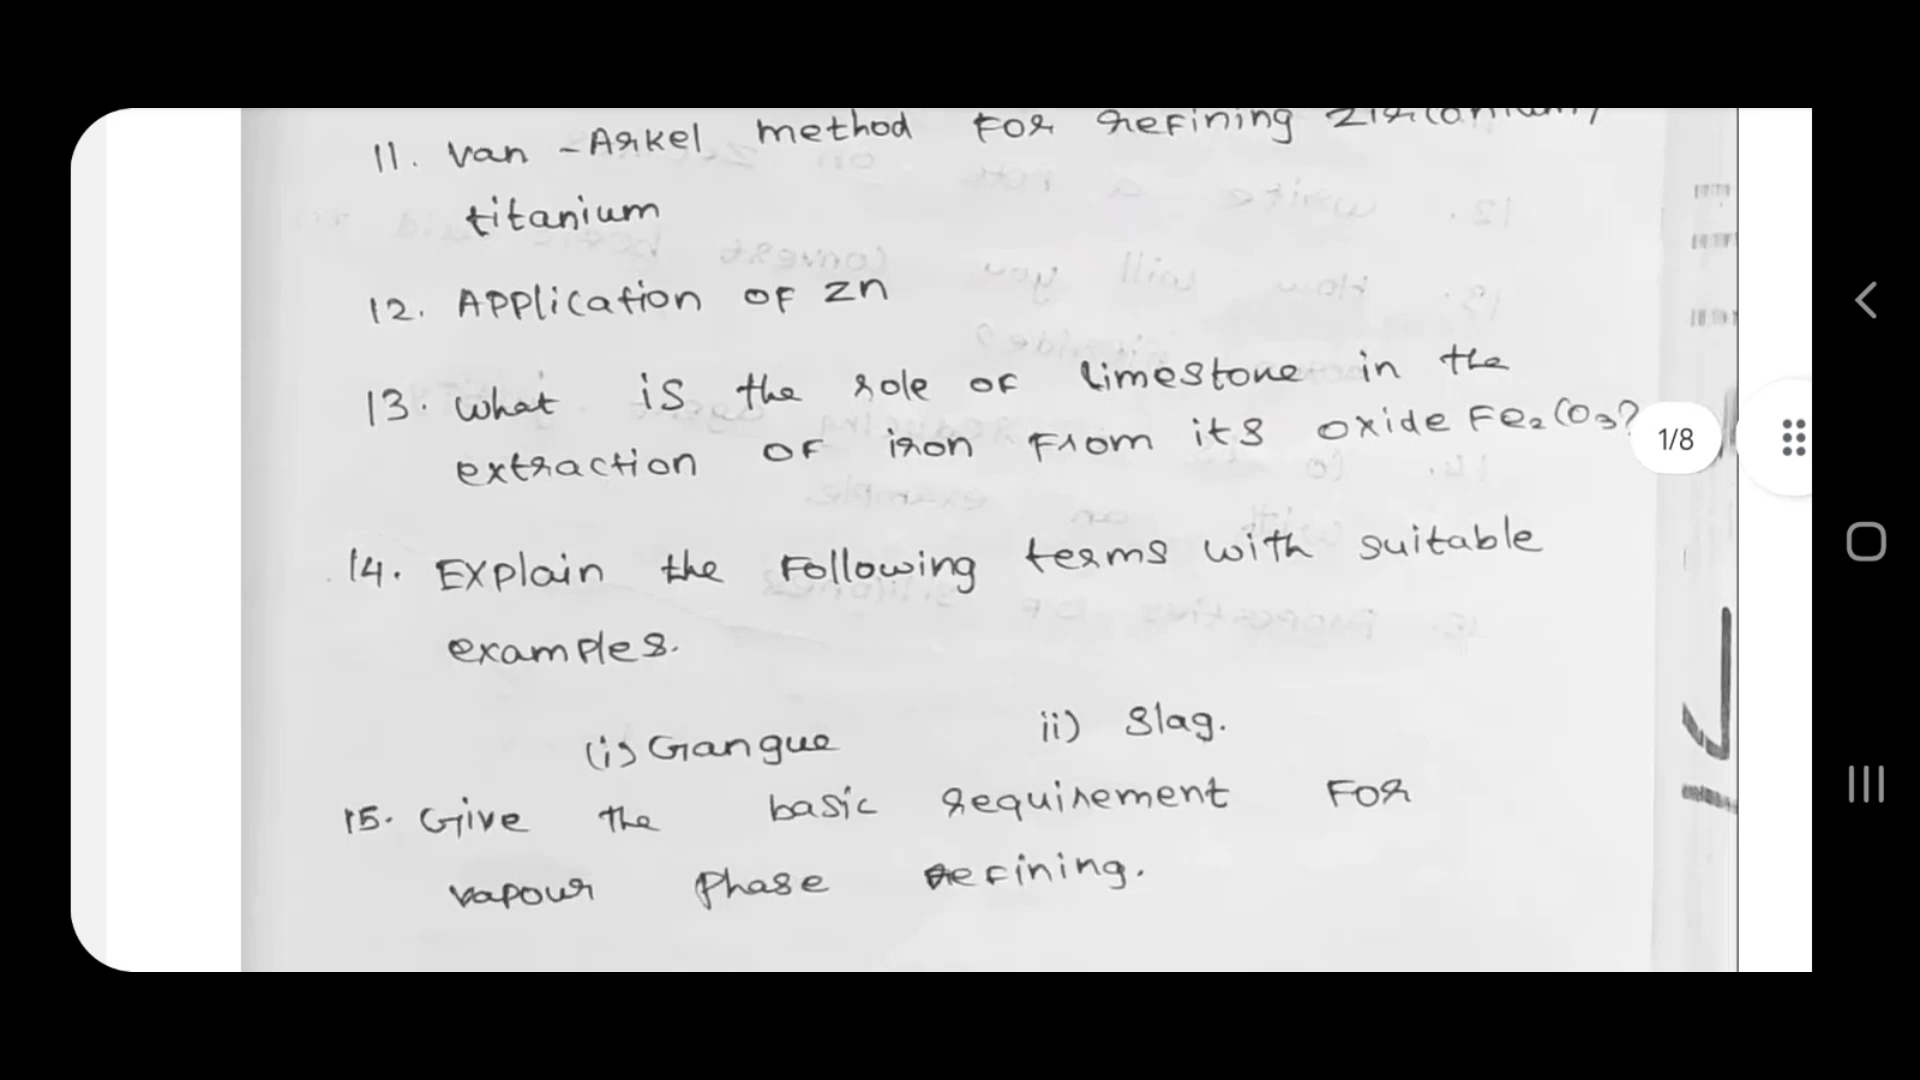 11. Van-Arkel method for refining zirconium/
titanium
12. Application of Zn
13. What is the role of limestone in the
extraction of iron from its oxide Fe₂CO₃?
1/8
14. Explain the following terms with suitable
examples.
(i) Gangue ii) Slag.
15. Give the basic requirement for
vapour phase refining.